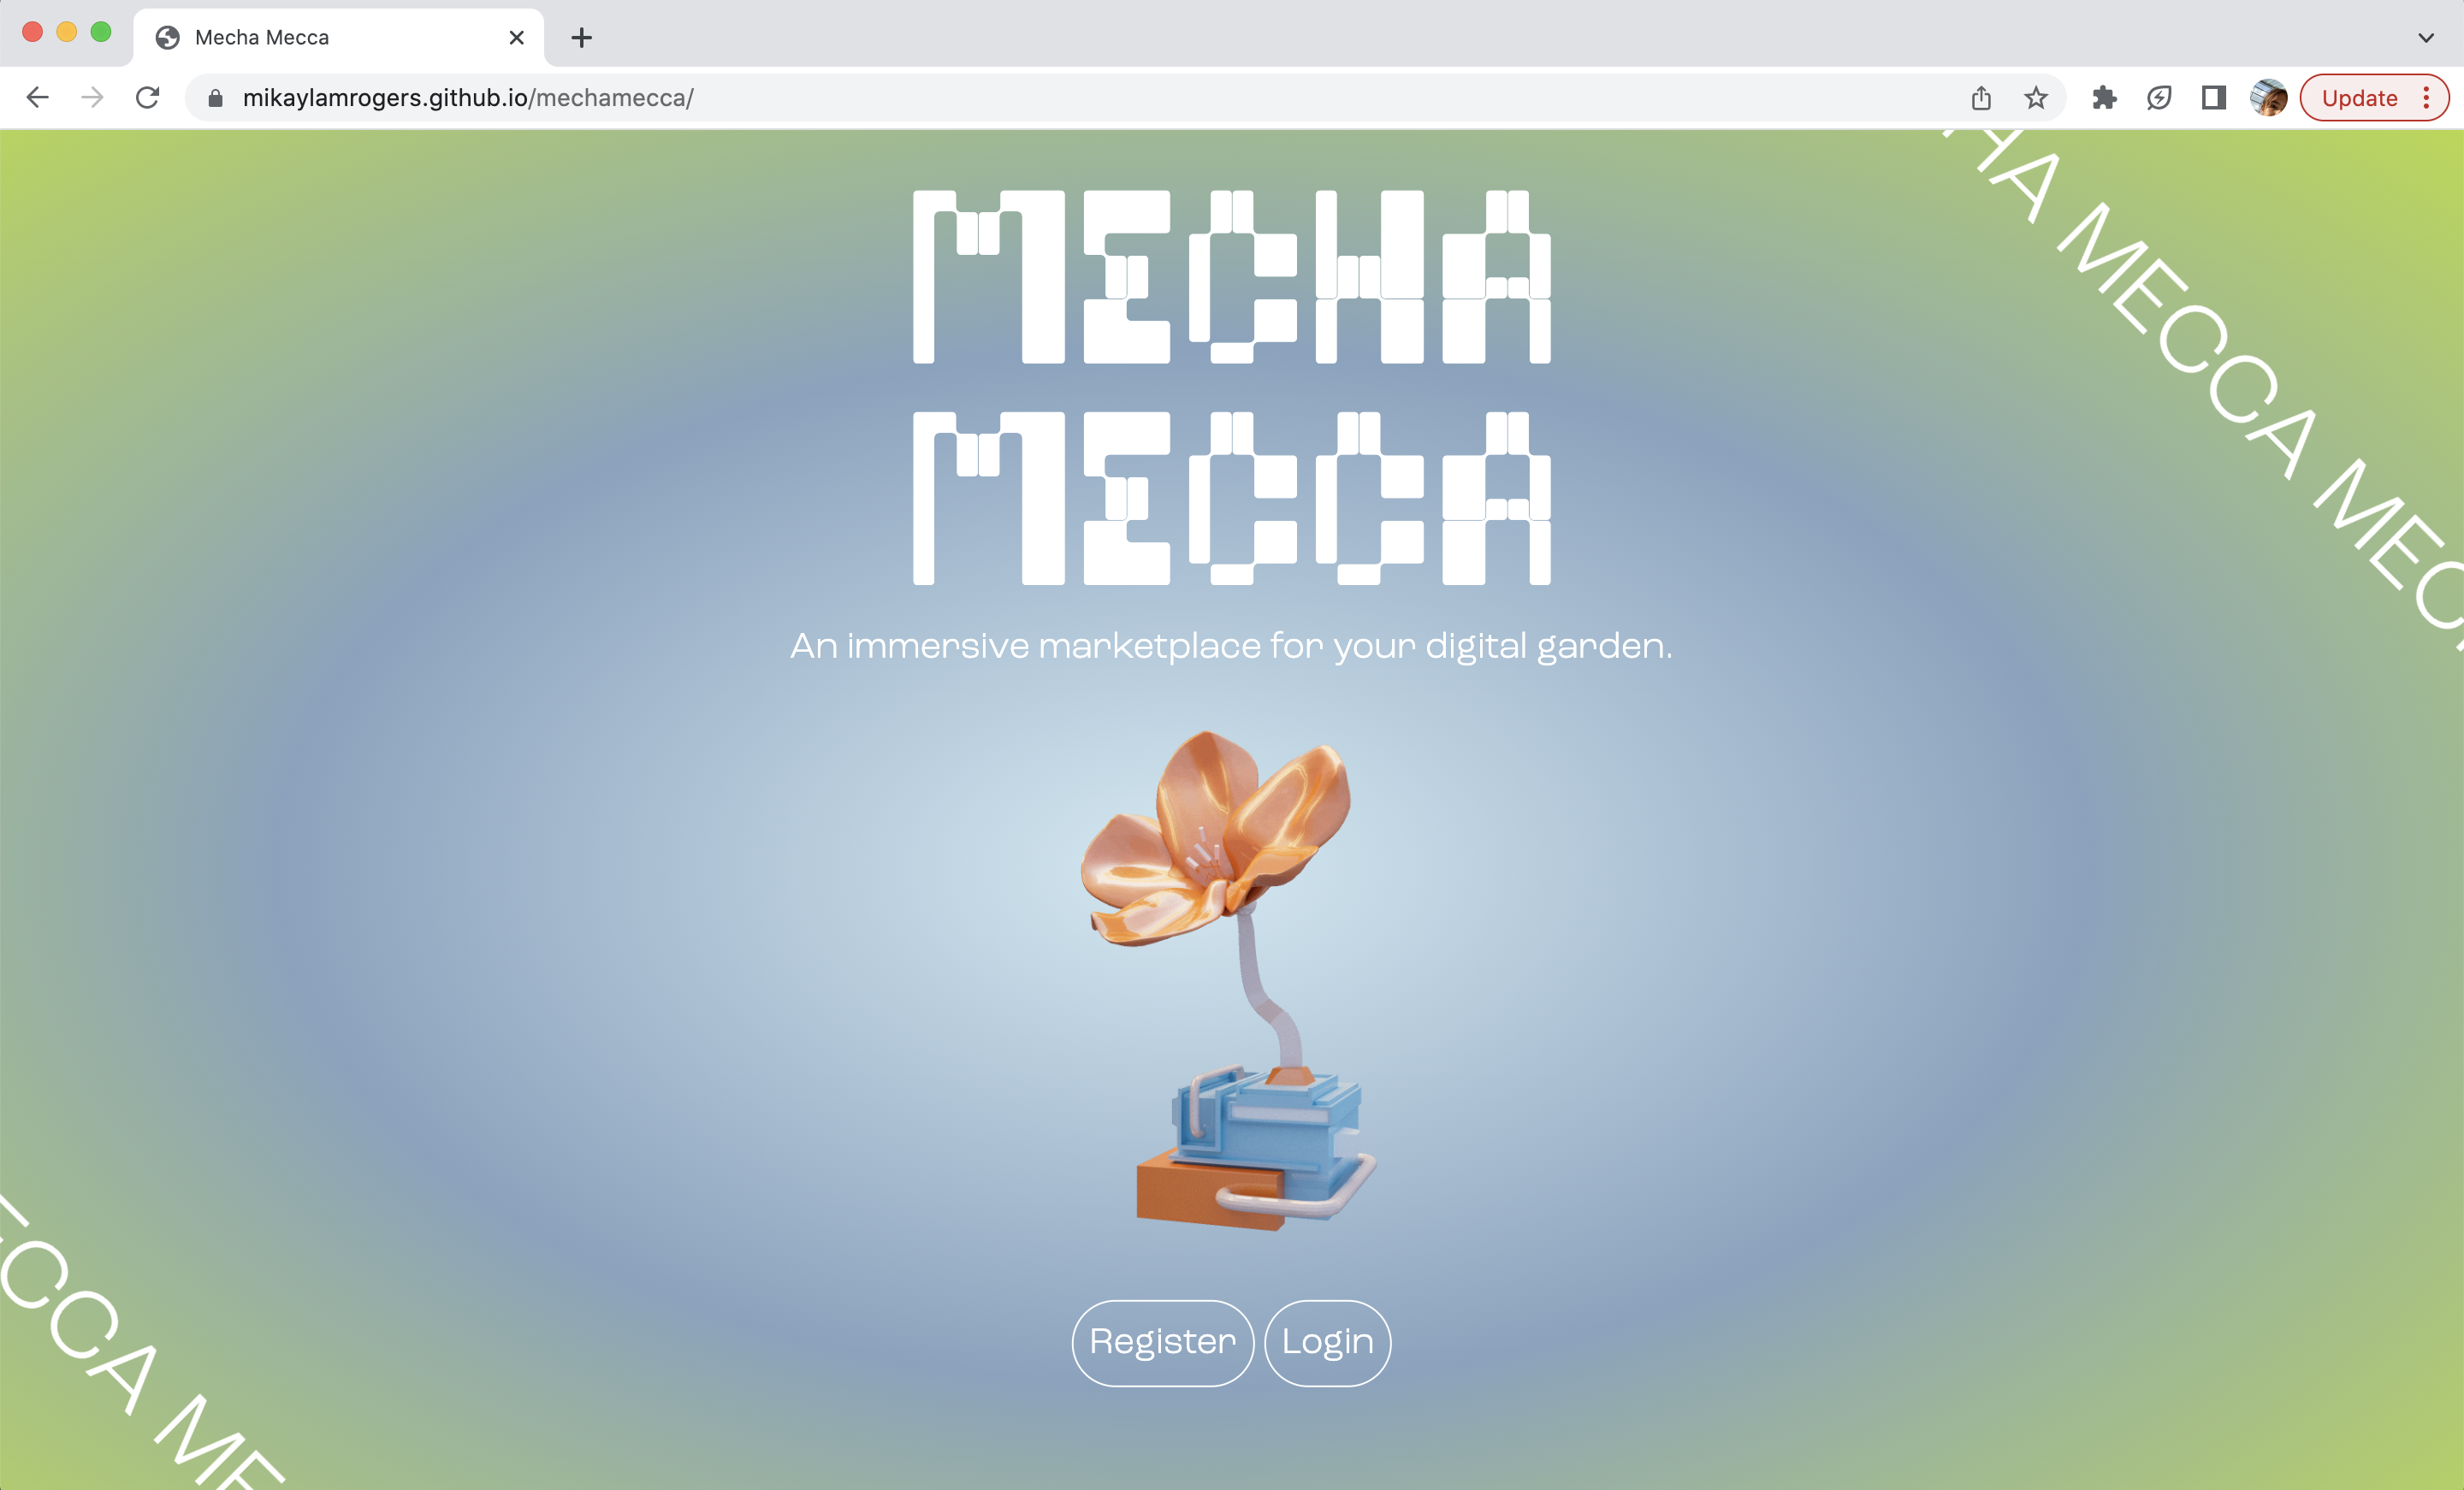 Mecha Mecca
mikaylamrogers.github.io/mechamecca/
Update
MECHA
MECCA
An immersive marketplace for your digital garden.
HA MECCA MEC
ECCA ME
Register
Login